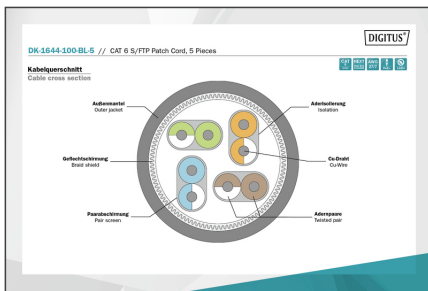 DIGITUS®
DK-1644-100-BL-5 // CAT 6 S/FTP Patch Cord, 5 Pieces
Kabelquerschnitt
Cable cross section
Außenmantel
Outer jacket
Aderisolierung
Isolation
Geflochtschirmung
Braid shield
Cu-Draht
Cu-Wire
Paarabschirmung
Pair screen
Aderpaare
Twisted pair